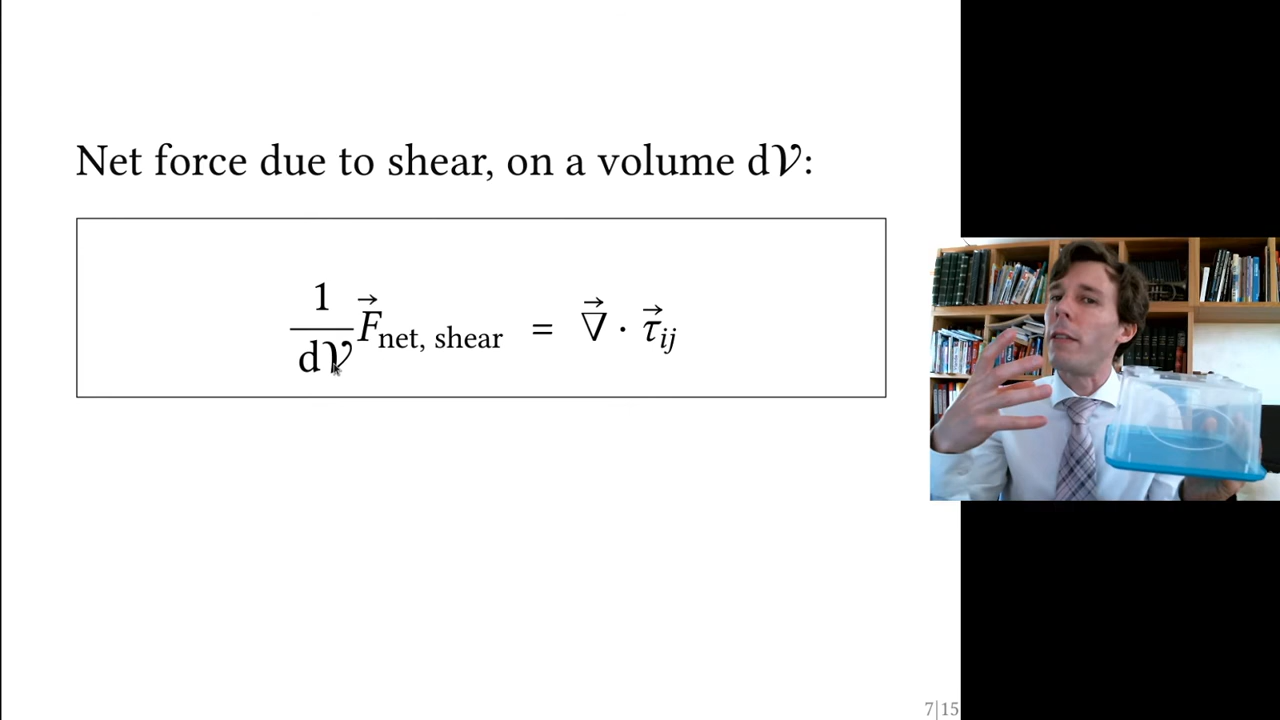 Net force due to shear, on a volume d𝒱:
1/d𝒱 F⃗net, shear = ∇⃗ · τ⃗ij
7|15